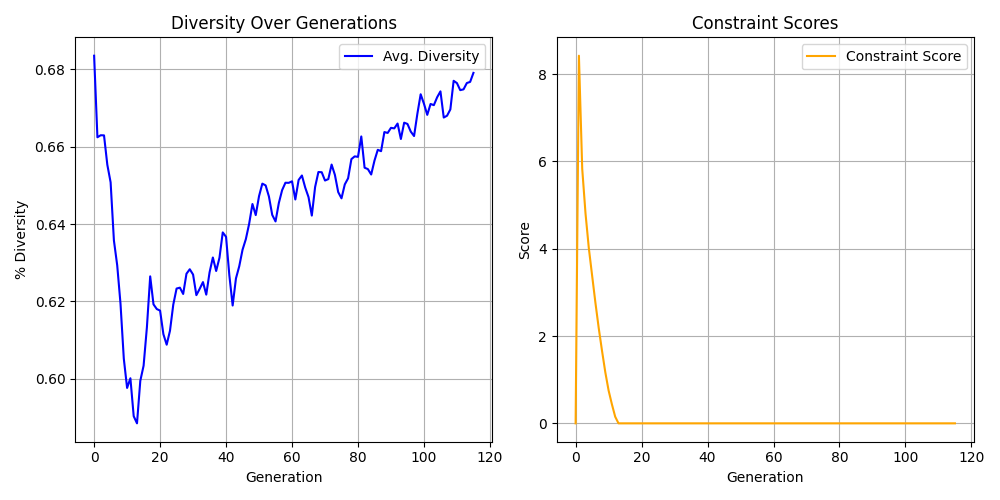 Diversity Over Generations
Avg. Diversity
0.68
0.66
0.64
0.62
0.60
% Diversity
0 20 40 60 80 100 120
Generation
Constraint Scores
Constraint Score
8
6
4
2
0
Score
0 20 40 60 80 100 120
Generation